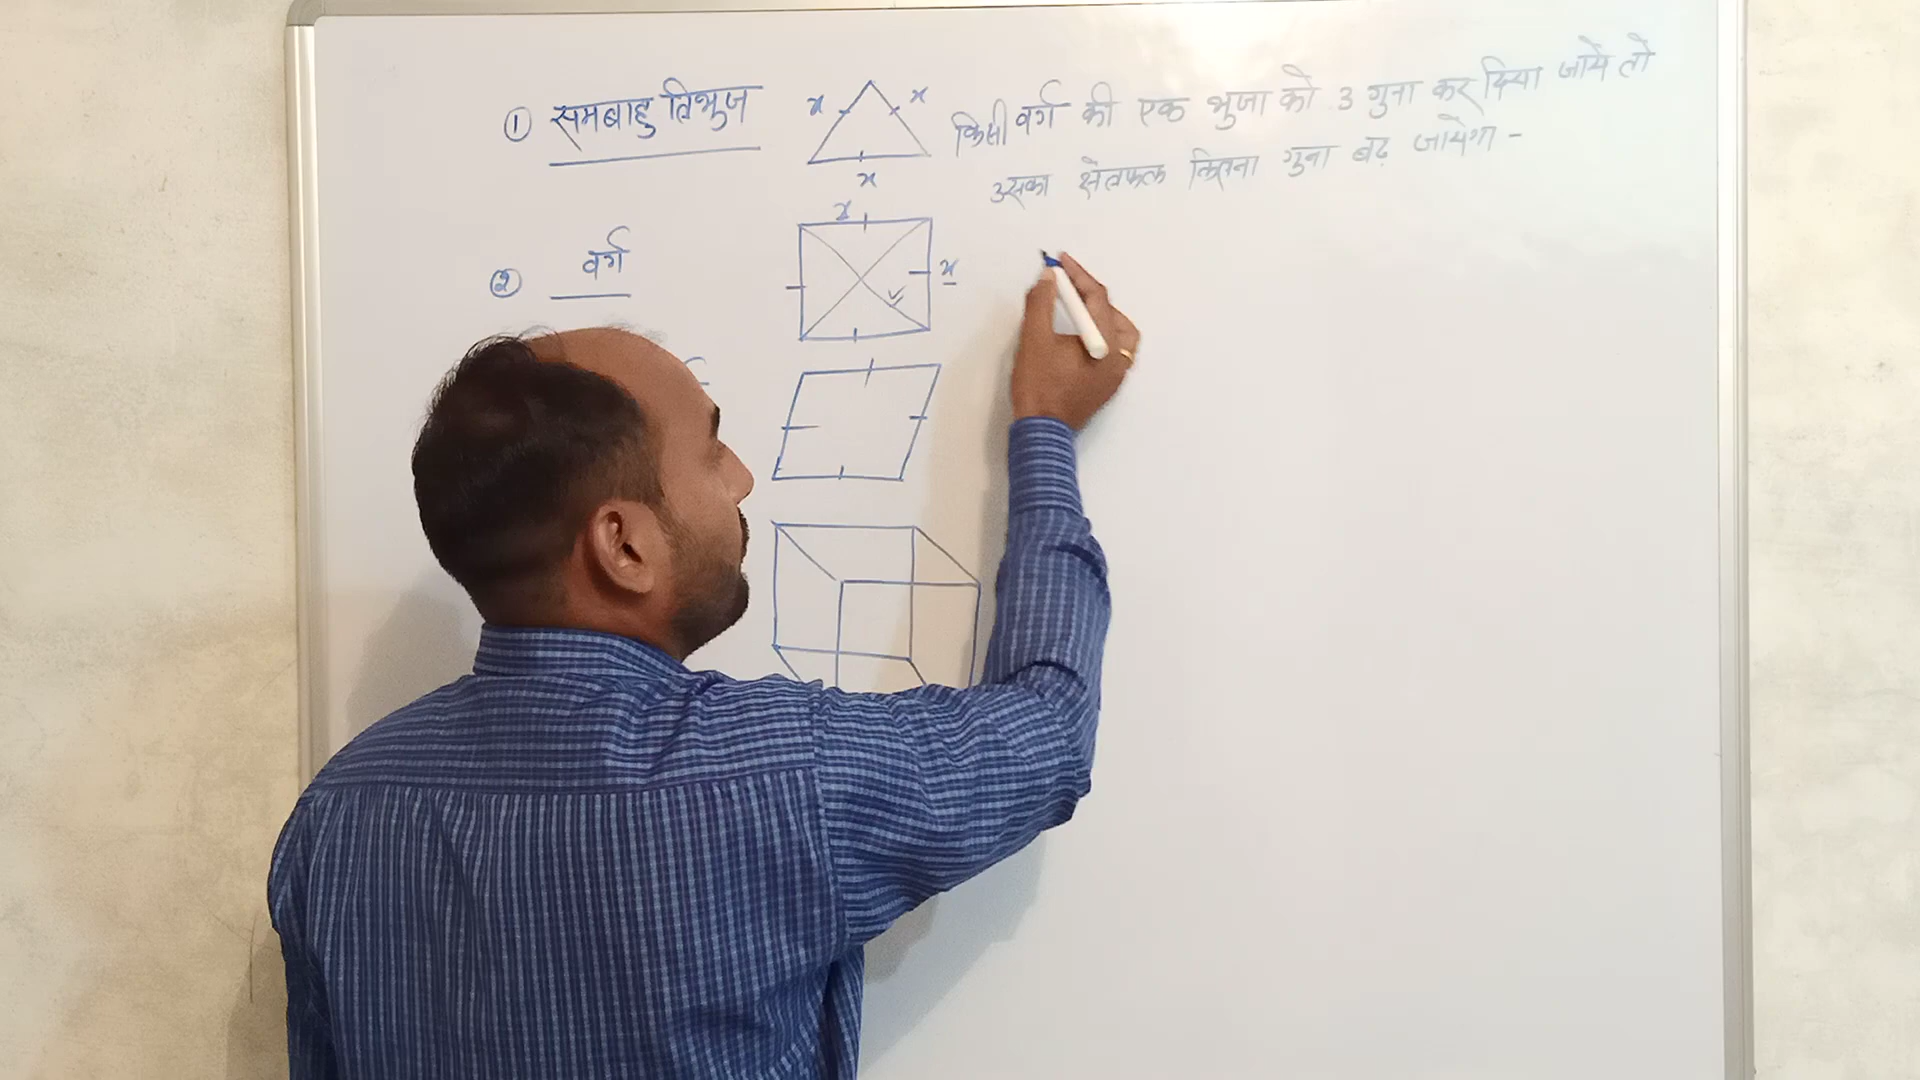 ① समबाहु त्रिभुज
x x
x
किसी वर्ग की एक भुजा को 3 गुना कर दिया जाये तो
उसका क्षेत्रफल कितना गुना बढ़ जायेगा -
② वर्ग
x
x